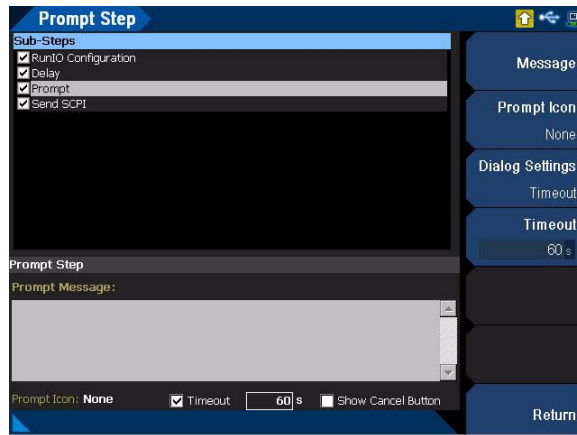 Prompt Step
Sub-Steps
RunIO Configuration
Delay
Prompt
Send SCPI
Prompt Step
Prompt Message:
Prompt Icon: None
Timeout 60 s
Show Cancel Button
Message
Prompt Icon
None
Dialog Settings
Timeout
Timeout
60 s
Return